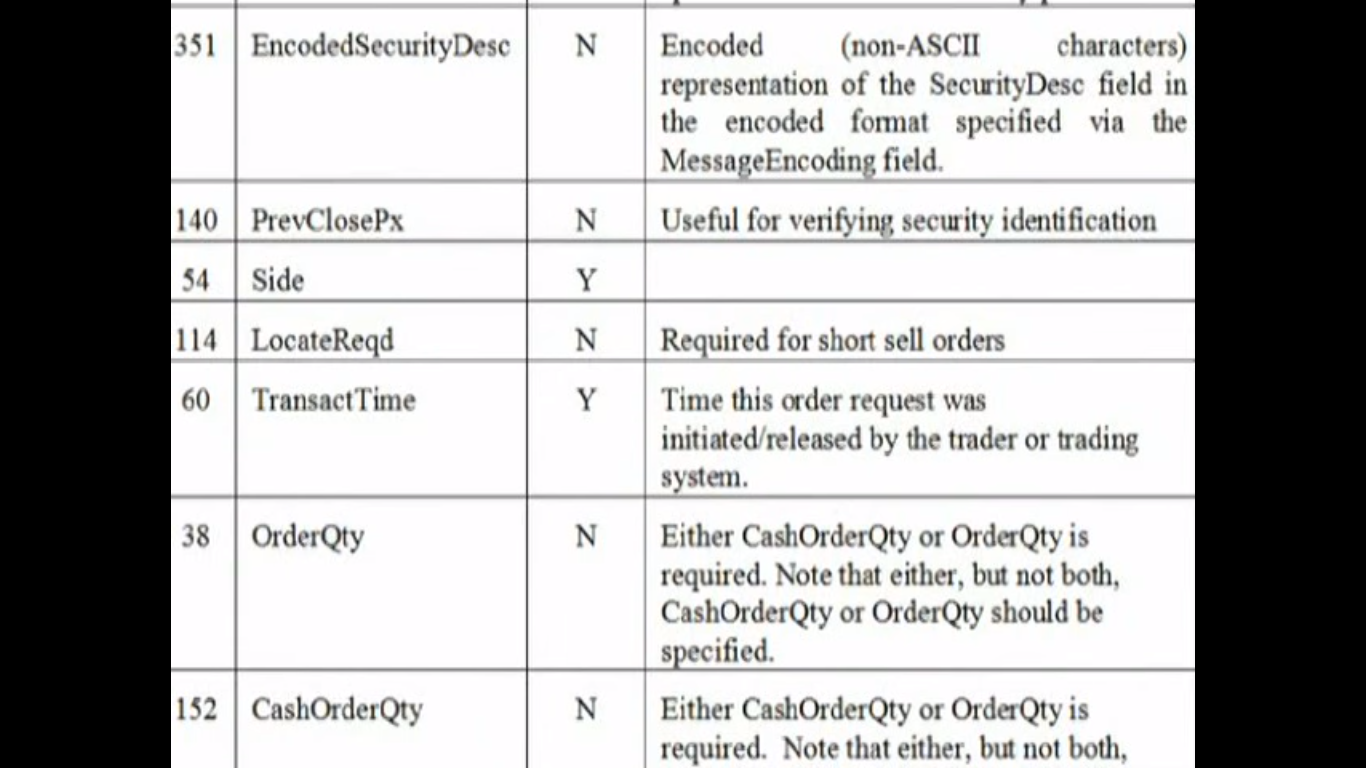 351 EncodedSecurityDesc N Encoded (non-ASCII characters)
representation of the SecurityDesc field in
the encoded format specified via the
MessageEncoding field.
140 PrevClosePx N Useful for verifying security identification
54 Side Y
114 LocateReqd N Required for short sell orders
60 TransactTime Y Time this order request was
initiated/released by the trader or trading
system.
38 OrderQty N Either CashOrderQty or OrderQty is
required. Note that either, but not both,
CashOrderQty or OrderQty should be
specified.
152 CashOrderQty N Either CashOrderQty or OrderQty is
required. Note that either, but not both,